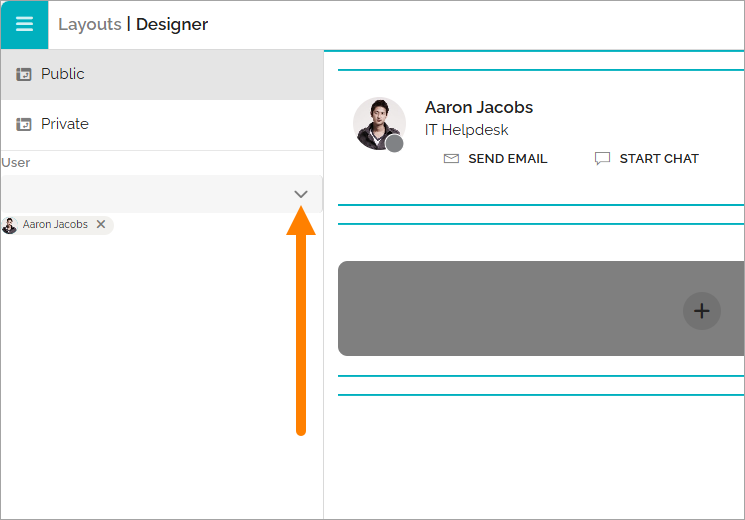 Layouts | Designer
Public
Private
User
Aaron Jacobs
Aaron Jacobs
IT Helpdesk
SEND EMAIL
START CHAT